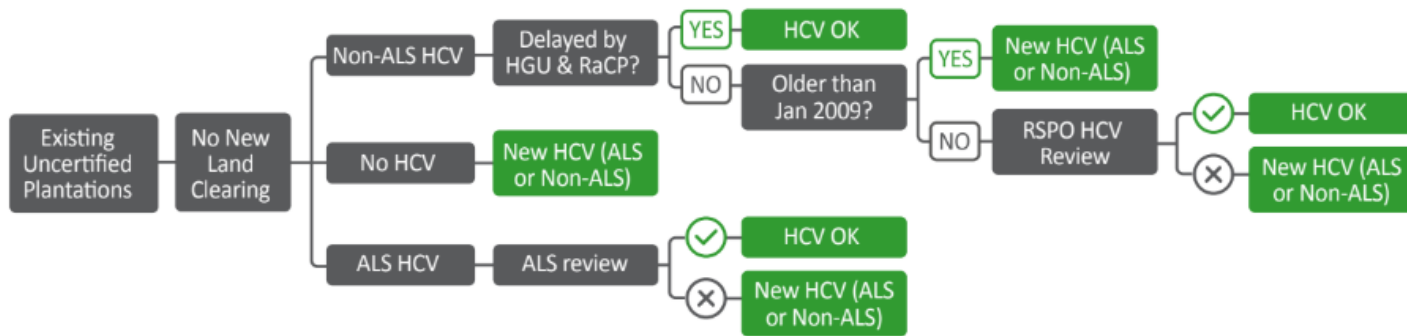 Existing
Uncertified
Plantations
No New
Land
Clearing
Non-ALS HCV
Delayed by
HGU & RaCP?
YES
HCV OK
NO
Older than
Jan 2009?
YES
New HCV (ALS
or Non-ALS)
NO
RSPO HCV
Review
HCV OK
New HCV (ALS
or Non-ALS)
No HCV
New HCV (ALS
or Non-ALS)
ALS HCV
ALS review
HCV OK
New HCV (ALS
or Non-ALS)